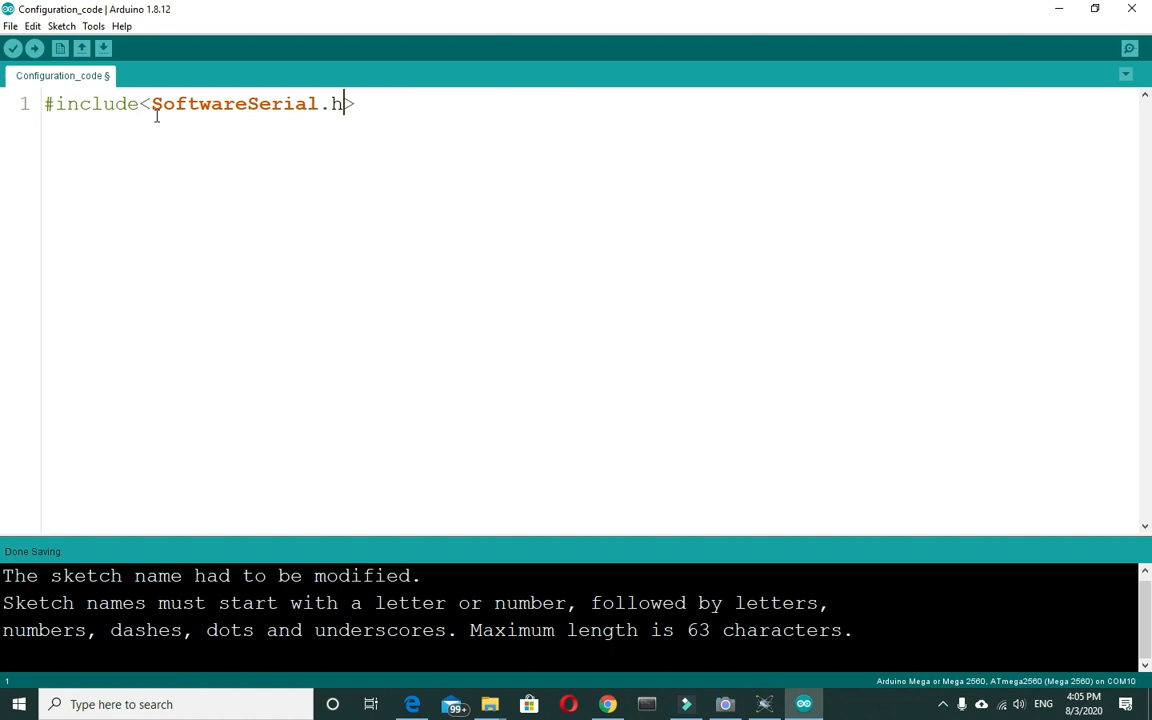 Configuration_code | Arduino 1.8.12
File Edit Sketch Tools Help
Configuration_code §
1 #include<SoftwareSerial.h>
Done Saving.
The sketch name had to be modified.
Sketch names must start with a letter or number, followed by letters,
numbers, dashes, dots and underscores. Maximum length is 63 characters.
1 Arduino Mega or Mega 2560, ATmega2560 (Mega 2560) on COM10
Type here to search 99+ ENG 4:05 PM
8/3/2020